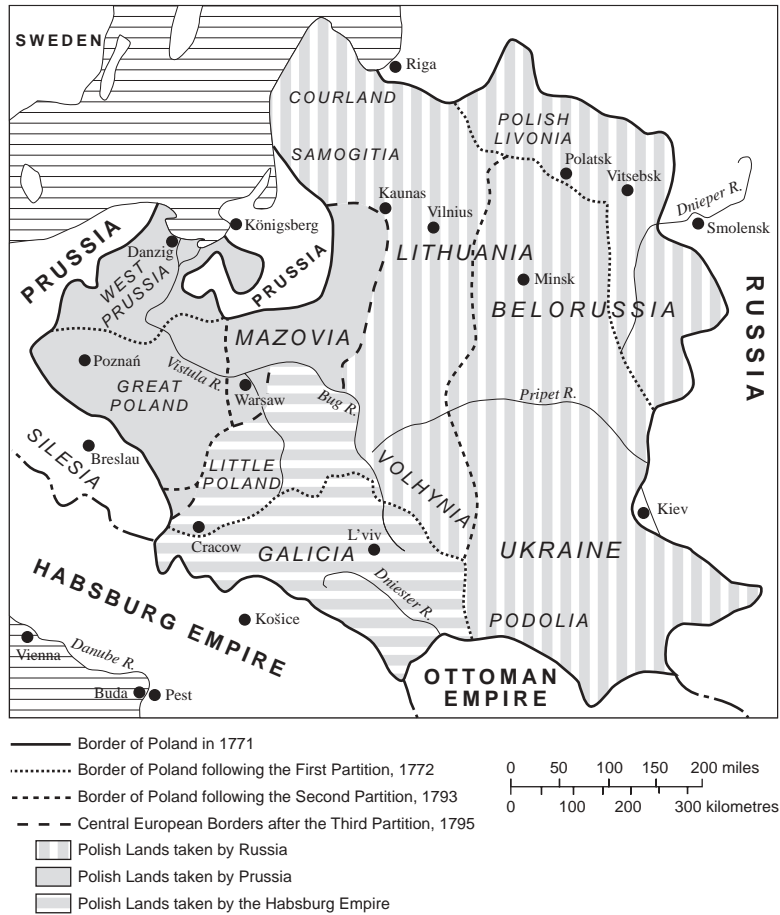 SWEDEN
Riga
COURLAND
POLISH
LIVONIA
SAMOGITIA
Polatsk
Vitsebsk
Dnieper R.
Smolensk
Kaunas
Vilnius
LITHUANIA
Königsberg
Danzig
PRUSSIA
WEST
PRUSSIA
PRUSSIA
Minsk
BELORUSSIA
RUSSIA
MAZOVIA
Poznań
Vistula R.
GREAT
POLAND
Warsaw
Bug R.
Pripet R.
SILESIA
Breslau
LITTLE
POLAND
VOLHYNIA
Kiev
Cracow
L'viv
GALICIA
UKRAINE
Dniester R.
HABSBURG EMPIRE
Košice
PODOLIA
Vienna
Danube R.
Buda
Pest
OTTOMAN
EMPIRE
Border of Poland in 1771
Border of Poland following the First Partition, 1772
Border of Poland following the Second Partition, 1793
Central European Borders after the Third Partition, 1795
Polish Lands taken by Russia
Polish Lands taken by Prussia
Polish Lands taken by the Habsburg Empire
0 50 100 150 200 miles
0 100 200 300 kilometres